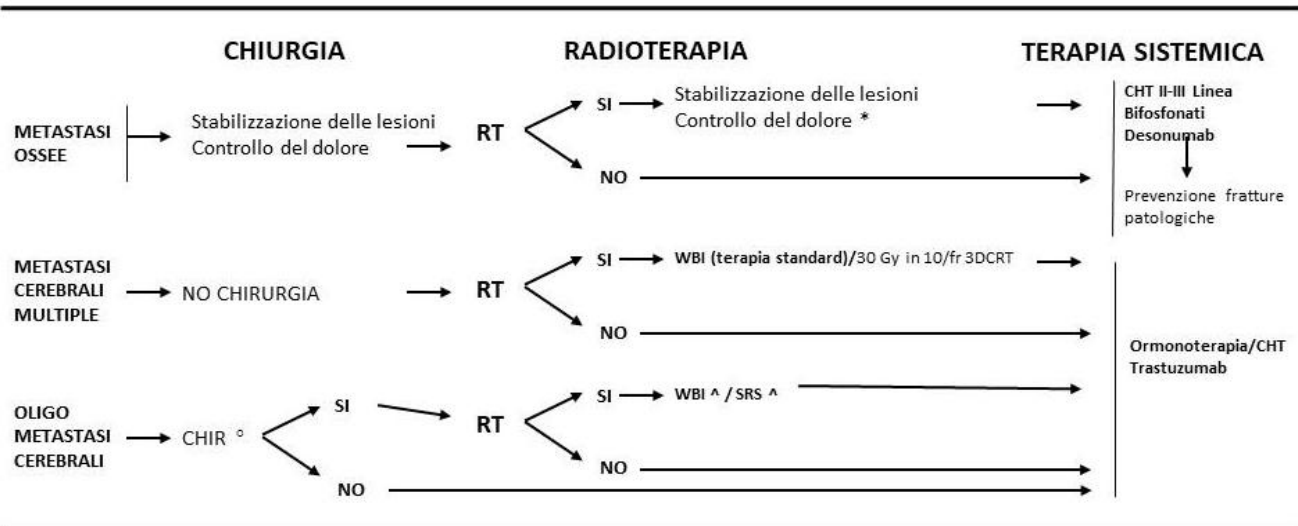 CHIURGIA
RADIOTERAPIA
TERAPIA SISTEMICA
METASTASI
OSSEE
Stabilizzazione delle lesioni
Controllo del dolore
RT
SI
Stabilizzazione delle lesioni
Controllo del dolore *
NO
CHT II-III Linea
Bifosfonati
Desonumab
Prevenzione fratture
patologiche
METASTASI
CEREBRALI
MULTIPLE
NO CHIRURGIA
RT
SI
WBI (terapia standard)/30 Gy in 10/fr 3DCRT
NO
Ormonoterapia/CHT
Trastuzumab
OLIGO
METASTASI
CEREBRALI
CHIR °
SI
NO
RT
SI
WBI ^ / SRS ^
NO